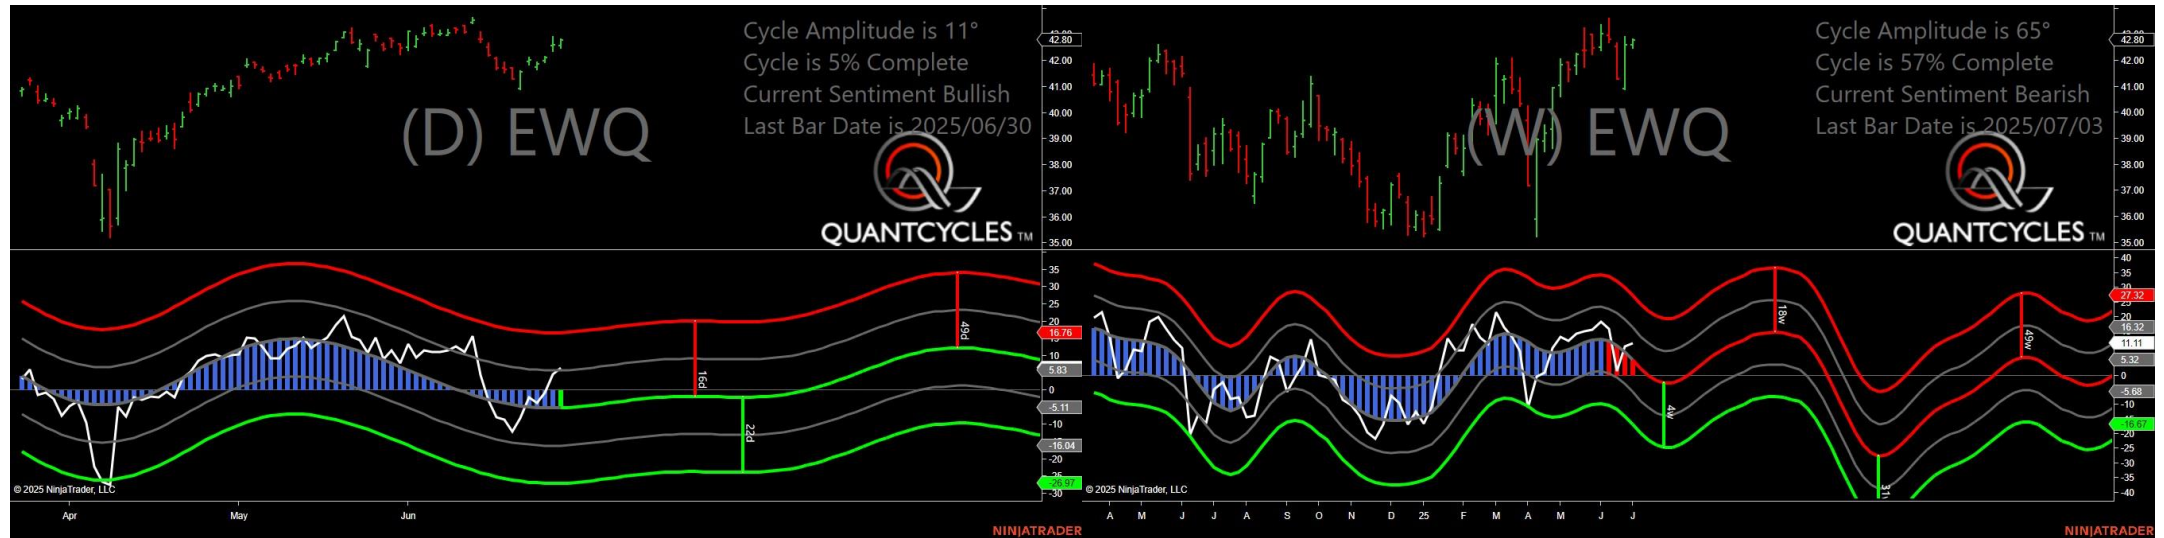 Cycle Amplitude is 11°
Cycle is 5% Complete
Current Sentiment Bullish
Last Bar Date is 2025/06/30
(D) EWQ
QUANTCYCLES TM
42.80
42.00
41.00
40.00
39.00
38.00
37.00
36.00
35.00
35
30
25
20
16.76
10
5.83
0
-5.11
-10
-16.04
-20
-26.97
-30
16d
22d
49d
© 2025 NinjaTrader, LLC
Apr
May
Jun
NINJATRADER
Cycle Amplitude is 65°
Cycle is 57% Complete
Current Sentiment Bearish
Last Bar Date is 2025/07/03
(W) EWQ
QUANTCYCLES TM
42.80
42.00
41.00
40.00
39.00
38.00
37.00
36.00
35.00
40
35
27.32
20
16.32
11.11
5.32
0
-5.68
-10
-16.67
-20
-25
-30
-35
-40
4w
18w
49w
© 2025 NinjaTrader, LLC
A M J J A S O N D 25 F M A M J J
NINJATRADER